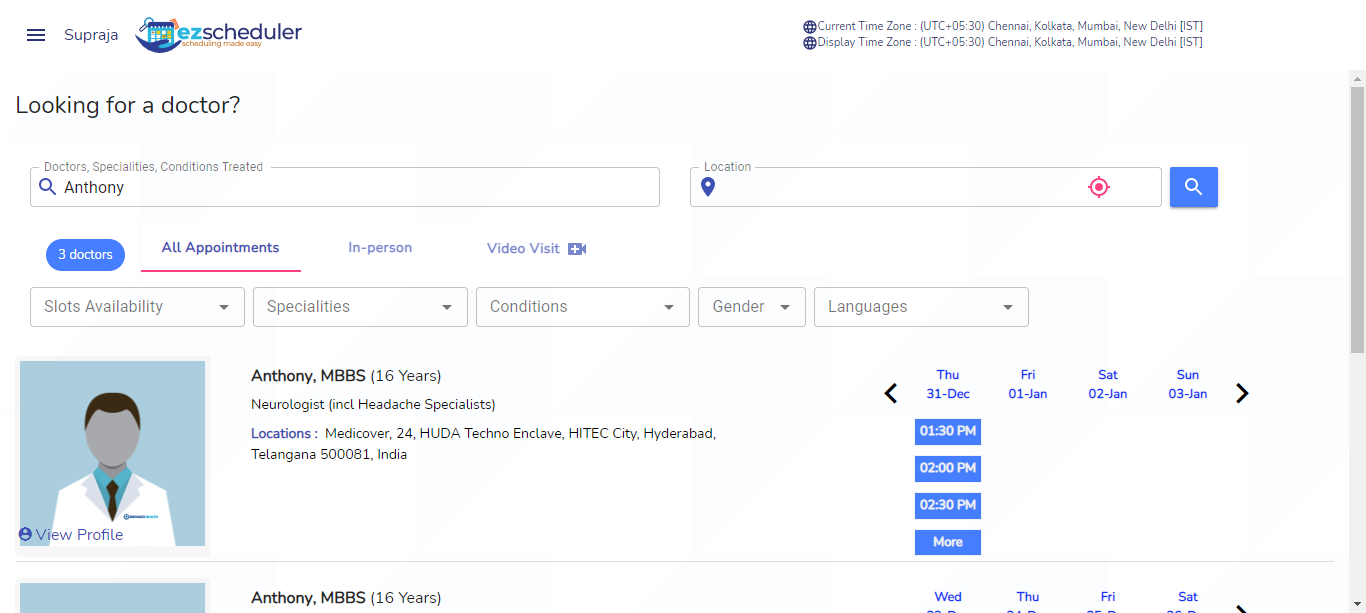 Supraja
ezscheduler
scheduling made easy
Current Time Zone : (UTC+05:30) Chennai, Kolkata, Mumbai, New Delhi [IST]
Display Time Zone : (UTC+05:30) Chennai, Kolkata, Mumbai, New Delhi [IST]
Looking for a doctor?
Doctors, Specialities, Conditions Treated
Anthony
Location
3 doctors
All Appointments
In-person
Video Visit
Slots Availability
Specialities
Conditions
Gender
Languages
Anthony, MBBS (16 Years)
Neurologist (incl Headache Specialists)
Locations : Medicover, 24, HUDA Techno Enclave, HITEC City, Hyderabad,
Telangana 500081, India
View Profile
Thu Fri Sat Sun
31-Dec 01-Jan 02-Jan 03-Jan
01:30 PM
02:00 PM
02:30 PM
More
Anthony, MBBS (16 Years)
Wed Thu Fri Sat